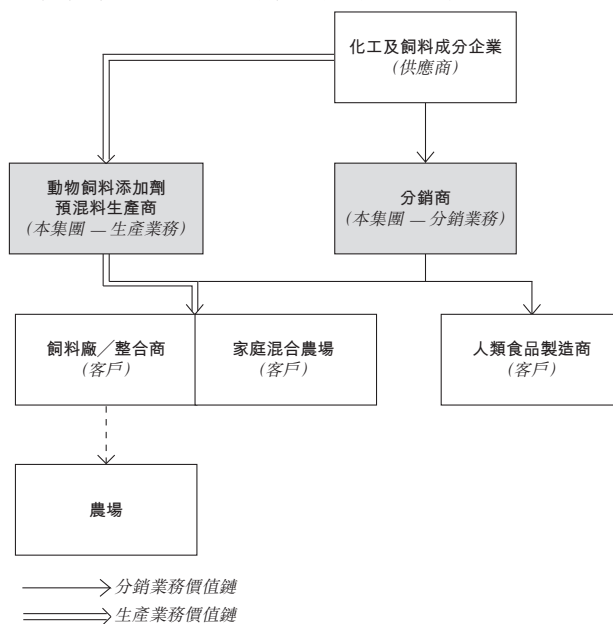 化工及飼料成分企業
(供應商)
動物飼料添加劑
預混料生產商
(本集團 — 生產業務)
分銷商
(本集團 — 分銷業務)
飼料廠／整合商
(客戶)
家庭混合農場
(客戶)
人類食品製造商
(客戶)
農場
分銷業務價值鏈
生產業務價值鏈